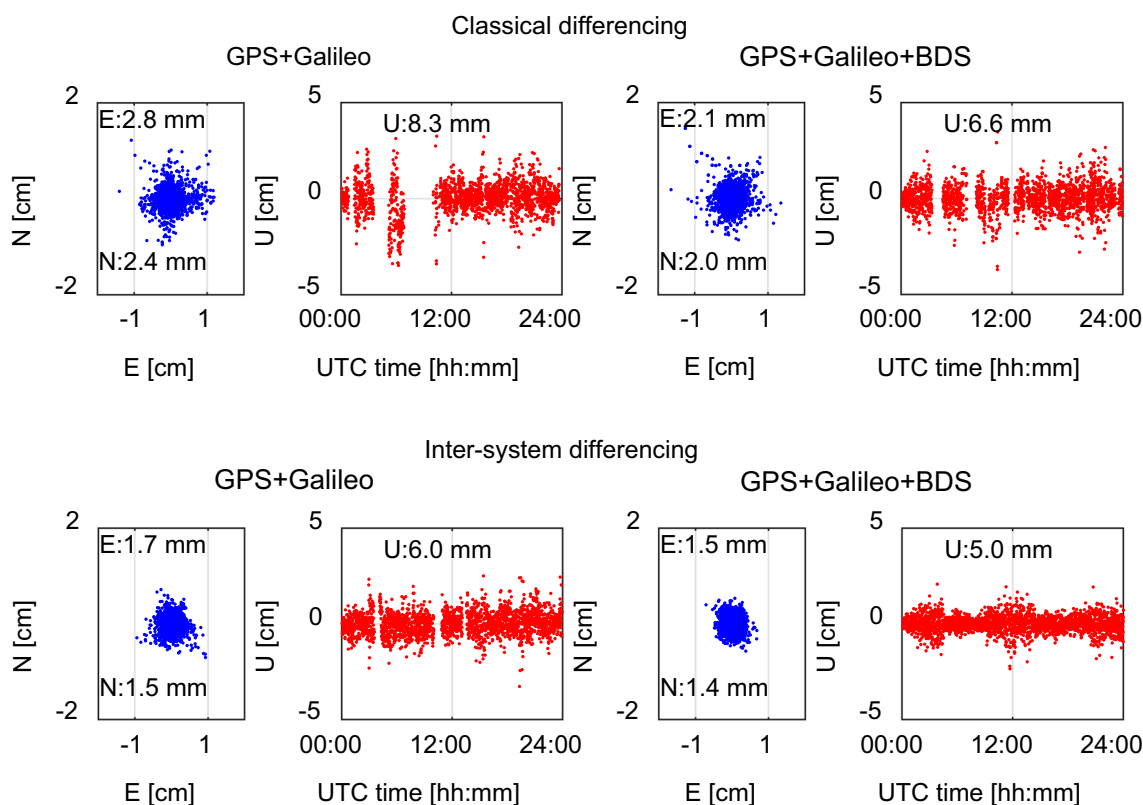 Classical differencing
GPS+Galileo
GPS+Galileo+BDS
2
E:2.8 mm
N [cm]
N:2.4 mm
-2
-1 1
E [cm]
5
U:8.3 mm
0
U [cm]
-5
00:00 12:00 24:00
UTC time [hh:mm]
2
E:2.1 mm
N [cm]
N:2.0 mm
-2
-1 1
E [cm]
5
U:6.6 mm
0
U [cm]
-5
00:00 12:00 24:00
UTC time [hh:mm]
Inter-system differencing
GPS+Galileo
GPS+Galileo+BDS
2
E:1.7 mm
N [cm]
N:1.5 mm
-2
-1 1
E [cm]
5
U:6.0 mm
0
U [cm]
-5
00:00 12:00 24:00
UTC time [hh:mm]
2
E:1.5 mm
N [cm]
N:1.4 mm
-2
-1 1
E [cm]
5
U:5.0 mm
0
U [cm]
-5
00:00 12:00 24:00
UTC time [hh:mm]